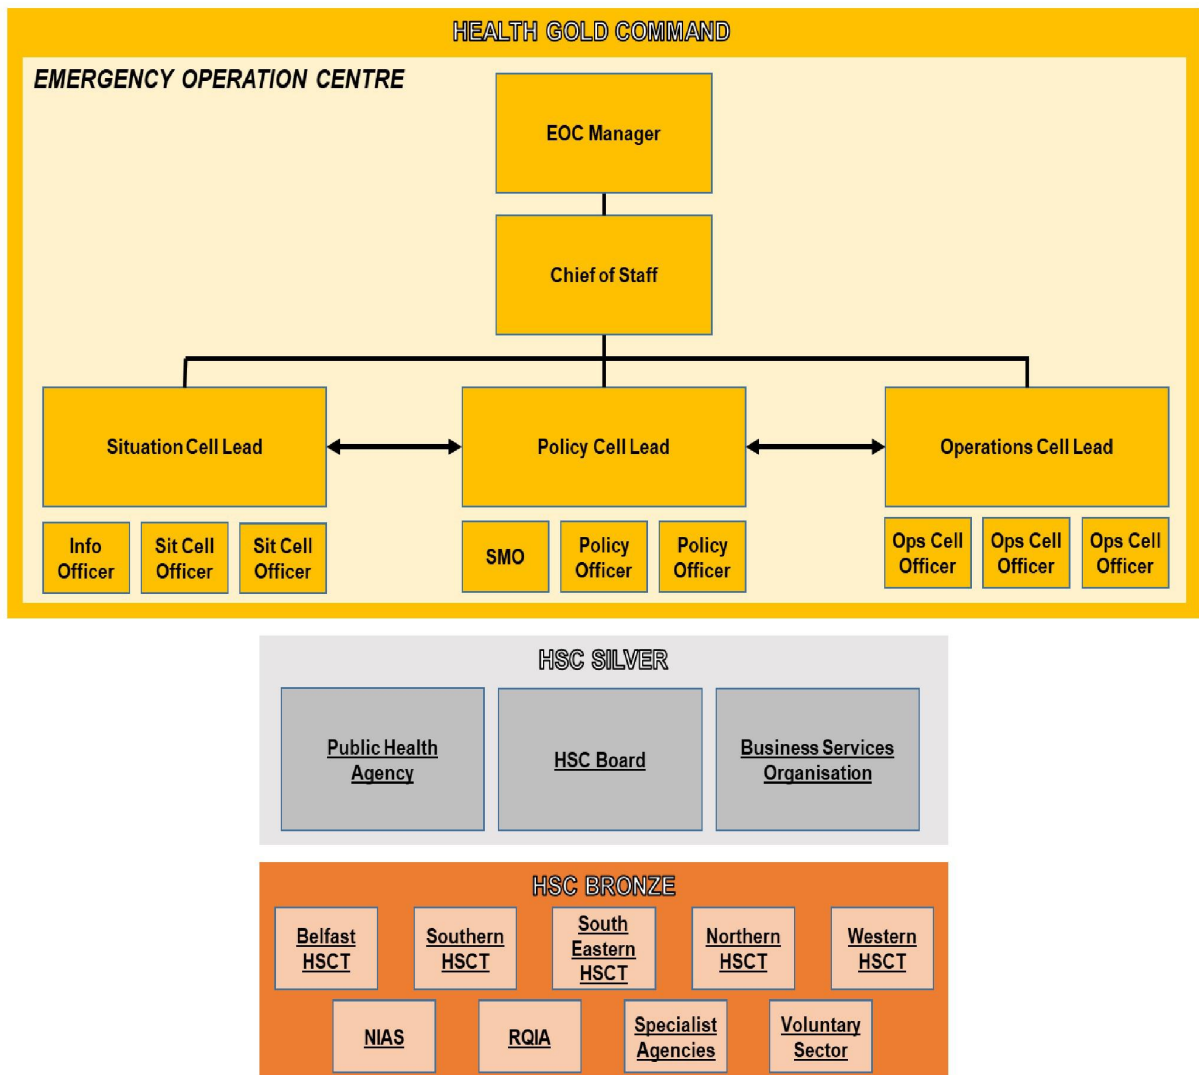 HEALTH GOLD COMMAND
EMERGENCY OPERATION CENTRE
EOC Manager
Chief of Staff
Situation Cell Lead
Policy Cell Lead
Operations Cell Lead
Info
Officer
Sit Cell
Officer
Sit Cell
Officer
SMO
Policy
Officer
Policy
Officer
Ops Cell
Officer
Ops Cell
Officer
Ops Cell
Officer
HSC SILVER
Public Health
Agency
HSC Board
Business Services
Organisation
HSC BRONZE
Belfast
HSCT
Southern
HSCT
South
Eastern
HSCT
Northern
HSCT
Western
HSCT
NIAS
RQIA
Specialist
Agencies
Voluntary
Sector